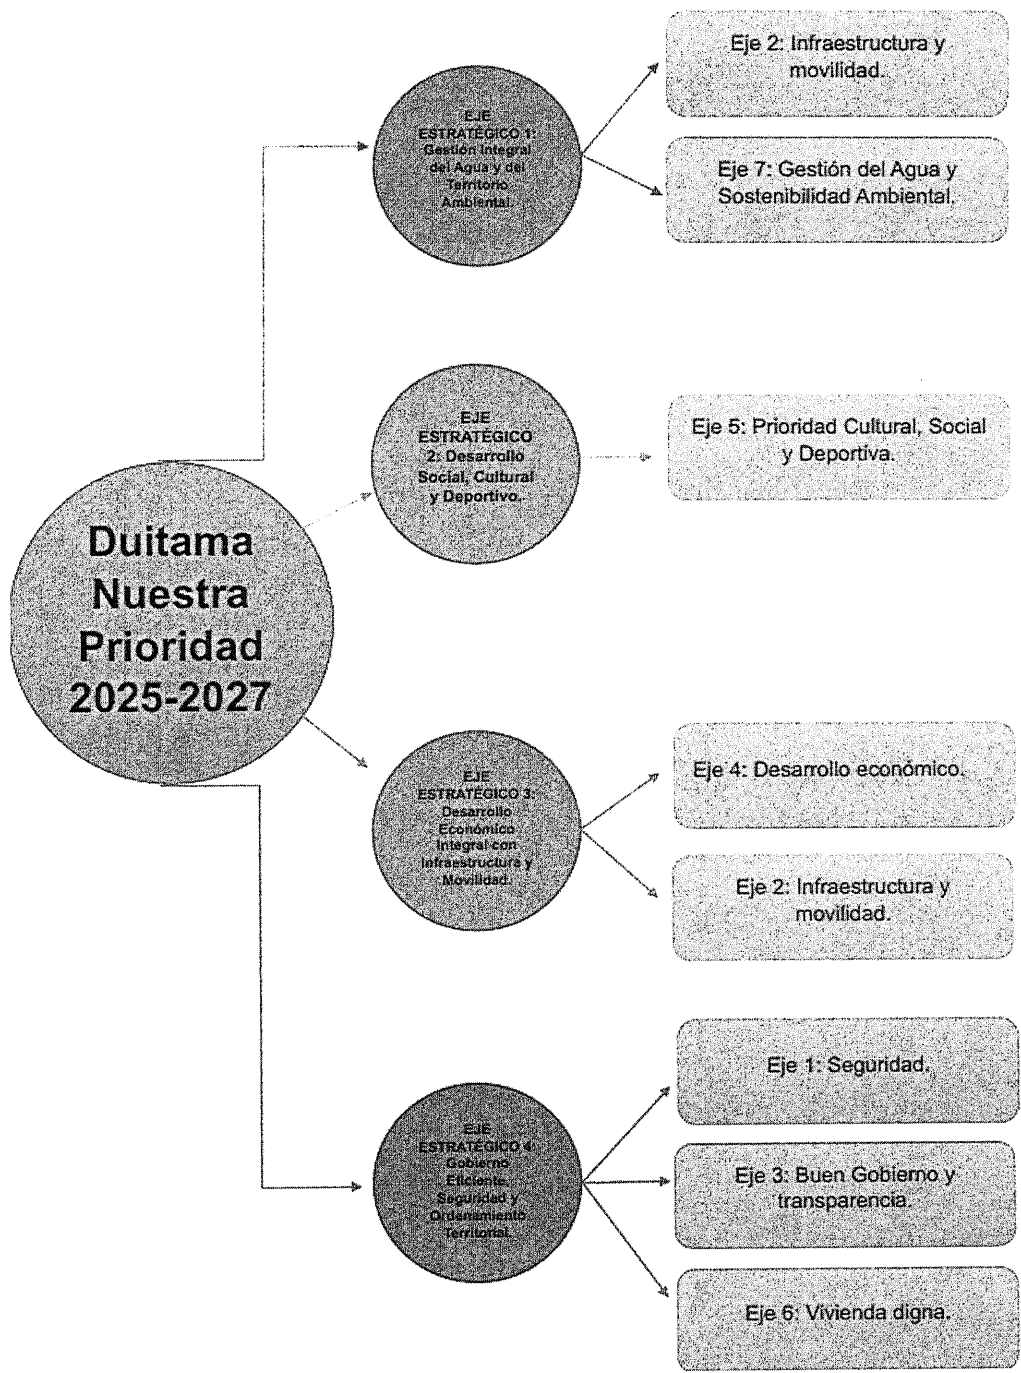 Duitama
Nuestra
Prioridad
2025-2027
EJE
ESTRATÉGICO 1:
Gestión Integral
del Agua y del
Territorio
Ambiental.
Eje 2: Infraestructura y
movilidad.
Eje 7: Gestión del Agua y
Sostenibilidad Ambiental.
EJE
ESTRATÉGICO
2: Desarrollo
Social, Cultural
y Deportivo.
Eje 5: Prioridad Cultural, Social
y Deportiva.
EJE
ESTRATÉGICO 3:
Desarrollo
Económico
Integral con
Infraestructura y
Movilidad.
Eje 4: Desarrollo económico.
Eje 2: Infraestructura y
movilidad.
EJE
ESTRATÉGICO 4:
Gobierno
Eficiente,
Seguridad y
Ordenamiento
Territorial.
Eje 1: Seguridad.
Eje 3: Buen Gobierno y
transparencia.
Eje 6: Vivienda digna.